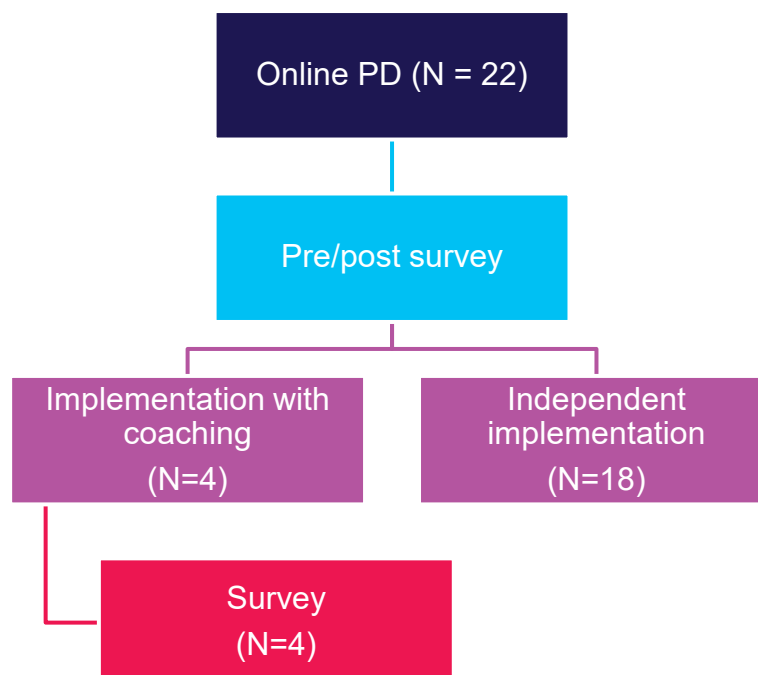 Online PD (N = 22)
Pre/post survey
Implementation with
coaching
(N=4)
Independent
implementation
(N=18)
Survey
(N=4)